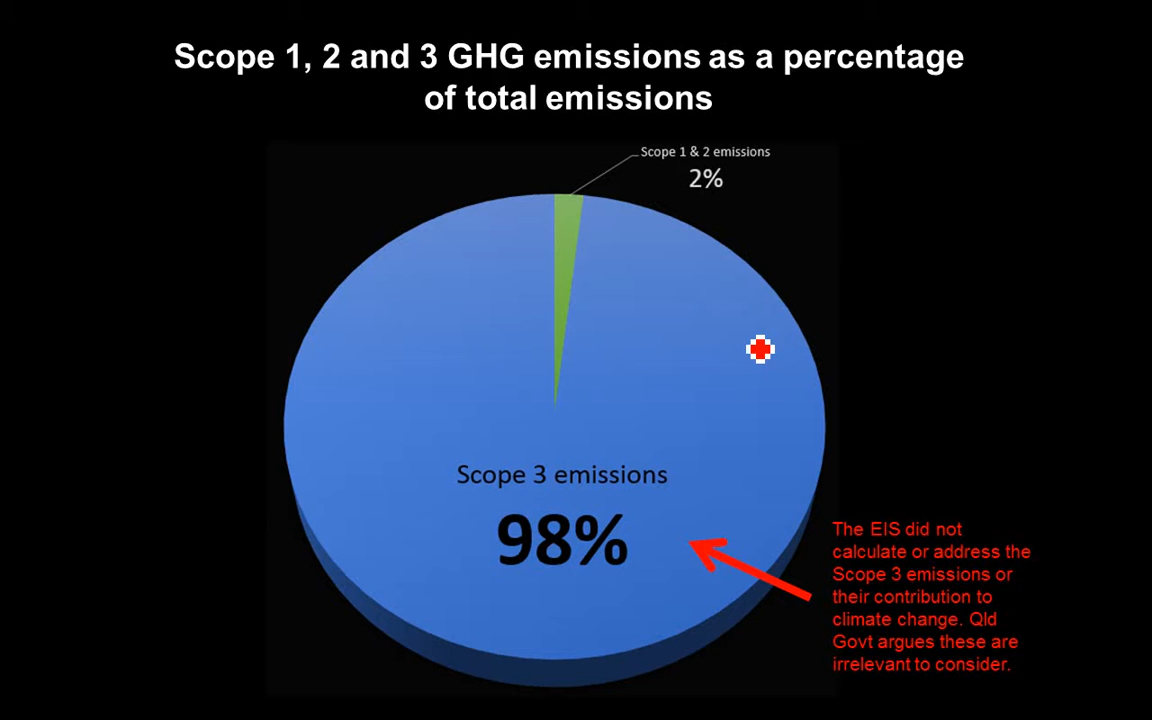 Scope 1, 2 and 3 GHG emissions as a percentage
of total emissions
Scope 1 & 2 emissions
2%
Scope 3 emissions
98%
The EIS did not
calculate or address the
Scope 3 emissions or
their contribution to
climate change. Qld
Govt argues these are
irrelevant to consider.